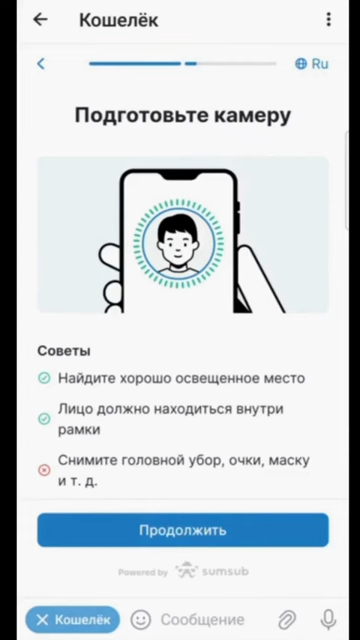 Кошелёк
Ru
Подготовьте камеру
Советы
Найдите хорошо освещенное место
Лицо должно находиться внутри
рамки
Снимите головной убор, очки, маску
и т. д.
Продолжить
Powered by sumsub
Кошелёк Сообщение